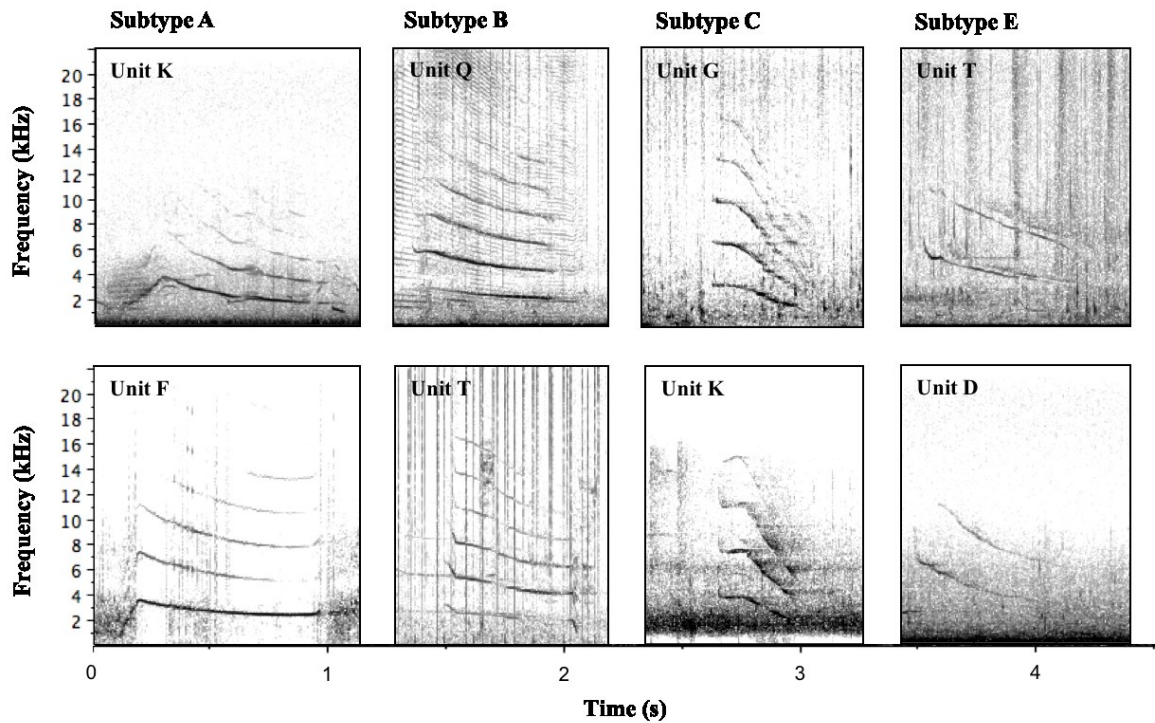 Subtype A Subtype B Subtype C Subtype E
Unit K Unit Q Unit G Unit T
Frequency (kHz)
20
18
16
14
12
10
8
6
4
2
Unit F Unit T Unit K Unit D
Frequency (kHz)
20
18
16
14
12
10
8
6
4
2
0 1 2 3 4
Time (s)